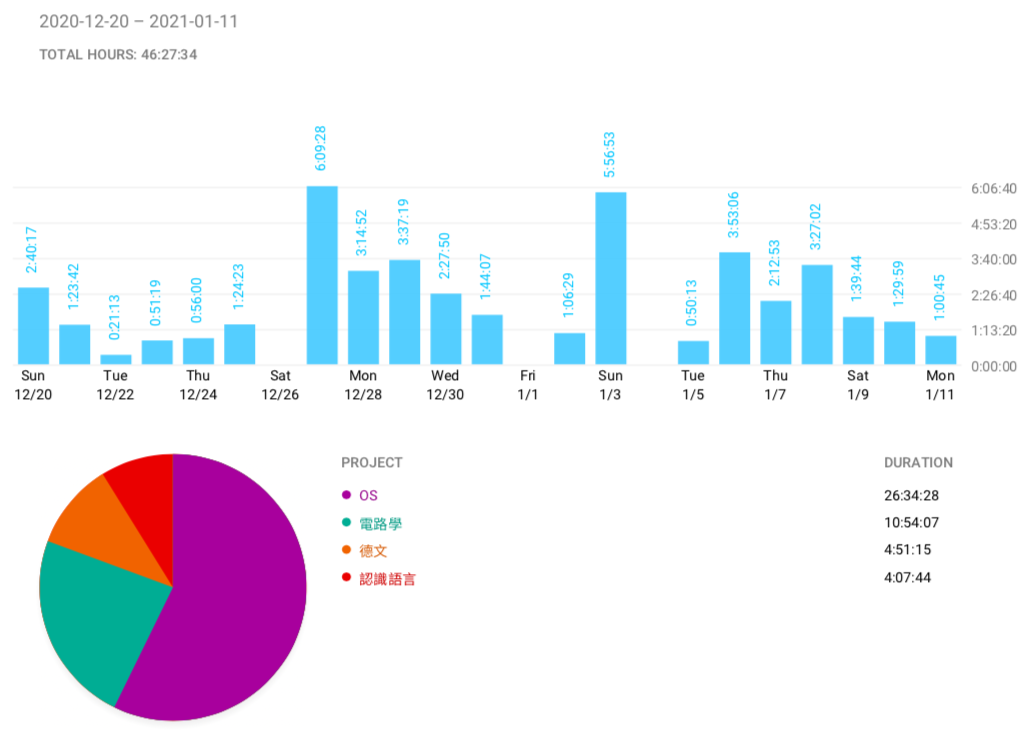 2020-12-20 – 2021-01-11
TOTAL HOURS: 46:27:34
2:40:17
1:23:42
0:21:13
0:51:19
0:56:00
1:24:23
6:09:28
3:14:52
3:37:19
2:27:50
1:44:07
1:06:29
5:56:53
0:50:13
3:53:06
2:12:53
3:27:02
1:39:44
1:29:59
1:00:45
6:06:40
4:53:20
3:40:00
2:26:40
1:13:20
0:00:00
Sun Tue Thu Sat Mon Wed Fri Sun Tue Thu Sat Mon
12/20 12/22 12/24 12/26 12/28 12/30 1/1 1/3 1/5 1/7 1/9 1/11
PROJECT DURATION
OS 26:34:28
電路學 10:54:07
德文 4:51:15
認識語言 4:07:44